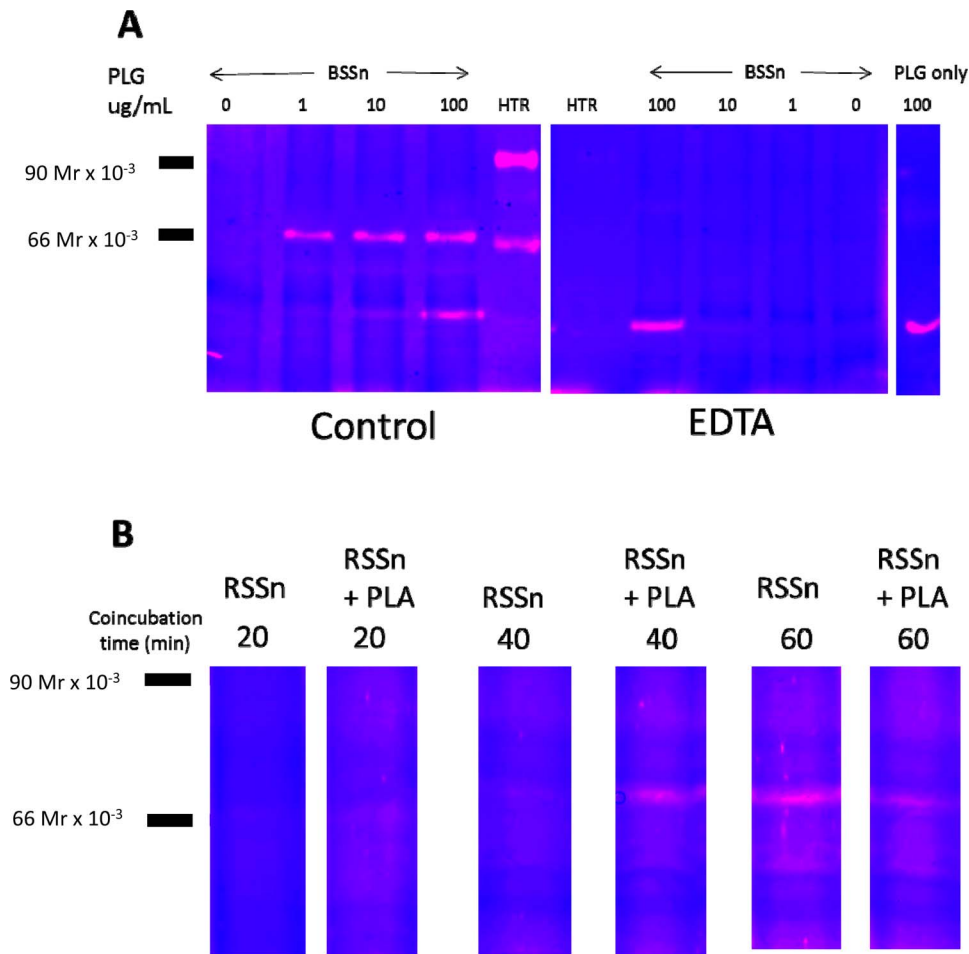 A
PLG ← BSSn → ← BSSn → PLG only
ug/mL 0 1 10 100 HTR HTR 100 10 1 0 100
90 Mr x 10-3
66 Mr x 10-3
Control EDTA
B
RSSn RSSn + PLA RSSn RSSn + PLA RSSn RSSn + PLA
Coincubation time (min) 20 20 40 40 60 60
90 Mr x 10-3
66 Mr x 10-3